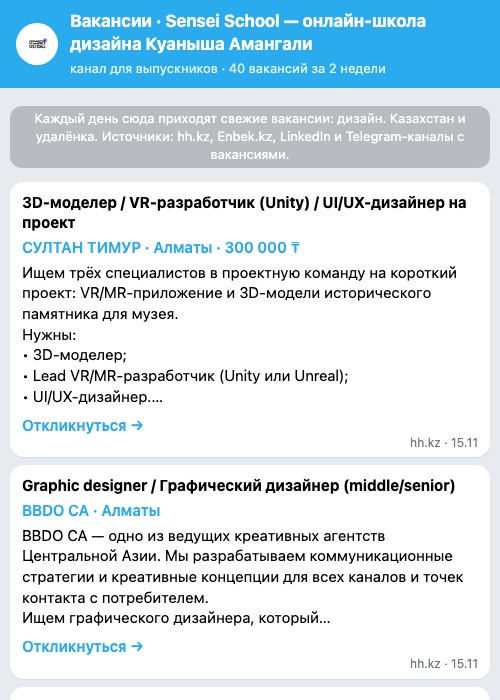 Вакансии · Sensei School — онлайн-школа
дизайна Куаныша Амангали
канал для выпускников · 40 вакансий за 2 недели
Каждый день сюда приходят свежие вакансии: дизайн. Казахстан и
удалёнка. Источники: hh.kz, Enbek.kz, LinkedIn и Telegram-каналы с
вакансиями.
3D-моделер / VR-разработчик (Unity) / UI/UX-дизайнер на
проект
СУЛТАН ТИМУР · Алматы · 300 000 ₸
Ищем трёх специалистов в проектную команду на короткий
проект: VR/MR-приложение и 3D-модели исторического
памятника для музея.
Нужны:
• 3D-моделер;
• Lead VR/MR-разработчик (Unity или Unreal);
• UI/UX-дизайнер....
Откликнуться →
hh.kz · 15.11
Graphic designer / Графический дизайнер (middle/senior)
BBDO CA · Алматы
BBDO CA — одно из ведущих креативных агентств
Центральной Азии. Мы разрабатываем коммуникационные
стратегии и креативные концепции для всех каналов и точек
контакта с потребителем.
Ищем графического дизайнера, который...
Откликнуться →
hh.kz · 15.11